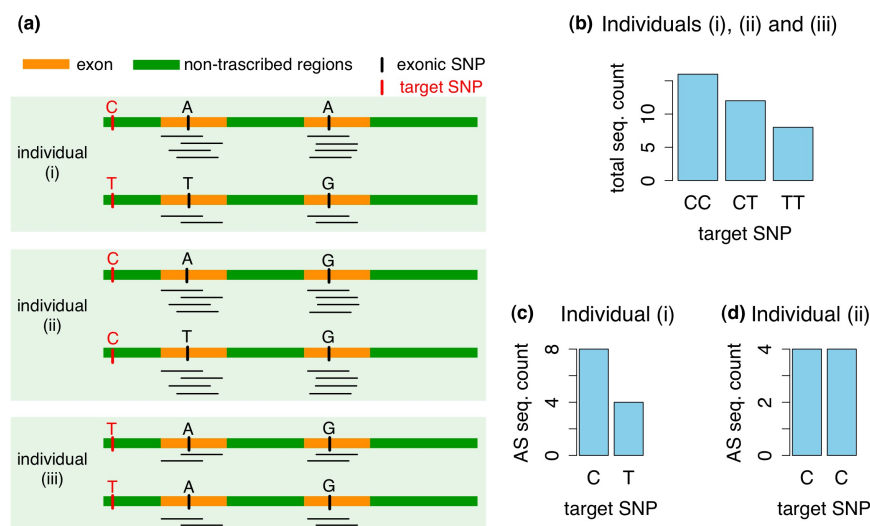 (a)
exon
non-trascribed regions
exonic SNP
target SNP
C A A
individual
(i)
T T G
C A G
individual
(ii)
C T G
T A G
individual
(iii)
T A G
(b) Individuals (i), (ii) and (iii)
total seq. count
0 5 10
CC CT TT
target SNP
(c) Individual (i)
AS seq. count
0 4 8
C T
target SNP
(d) Individual (ii)
AS seq. count
0 2 4
C C
target SNP